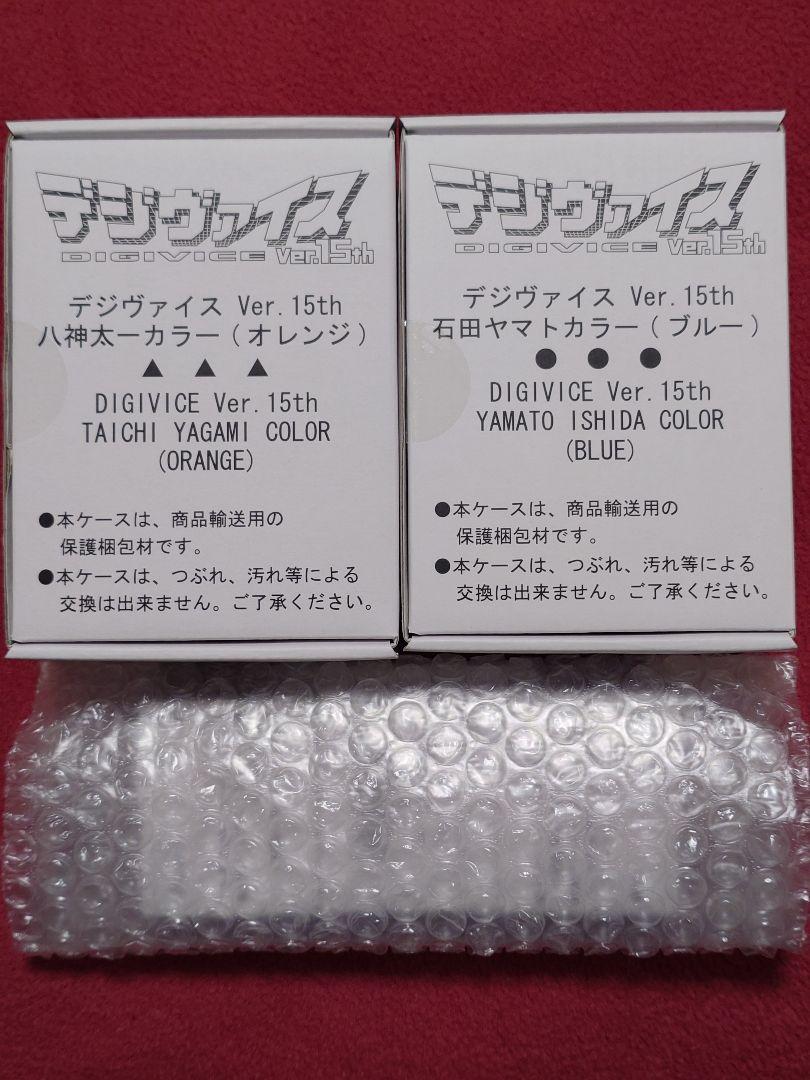 デジヴァイス
DIGIVICE Ver.15th
デジヴァイス Ver.15th
八神太一カラー(オレンジ)
▲ ▲ ▲
DIGIVICE Ver.15th
TAICHI YAGAMI COLOR
(ORANGE)
●本ケースは、商品輸送用の
保護梱包材です。
●本ケースは、つぶれ、汚れ等による
交換は出来ません。ご了承ください。
デジヴァイス
DIGIVICE Ver.15th
デジヴァイス Ver.15th
石田ヤマトカラー(ブルー)
● ● ●
DIGIVICE Ver.15th
YAMATO ISHIDA COLOR
(BLUE)
●本ケースは、商品輸送用の
保護梱包材です。
●本ケースは、つぶれ、汚れ等による
交換は出来ません。ご了承ください。